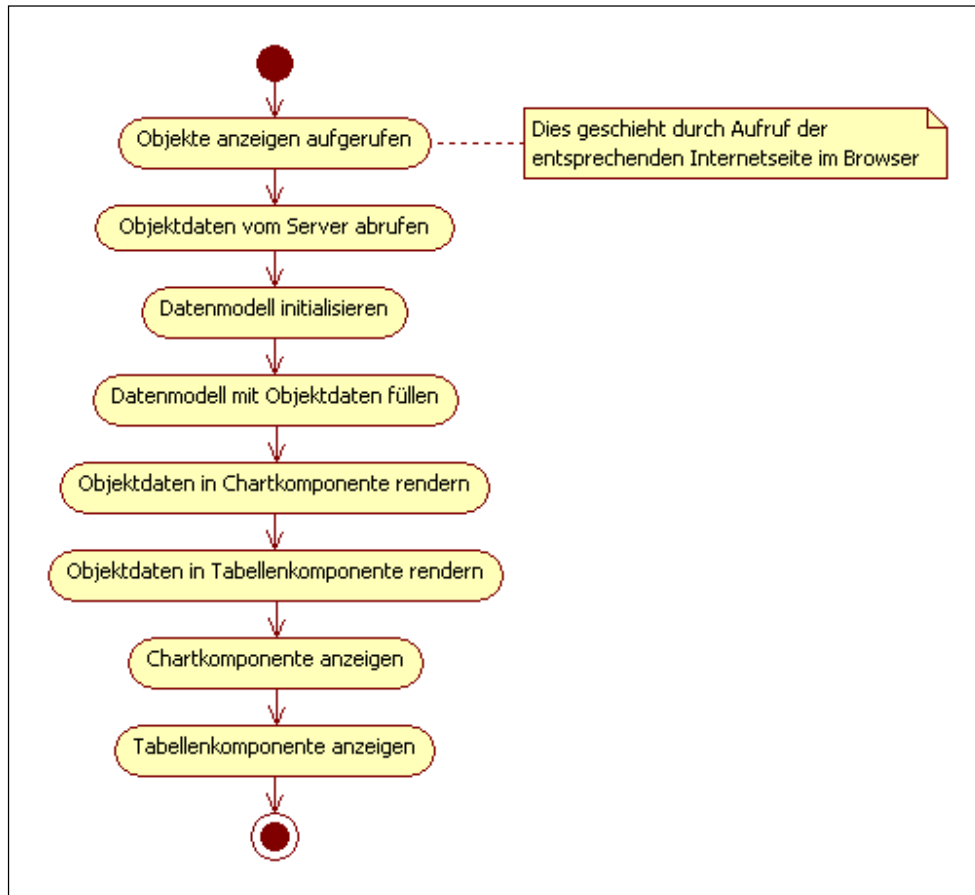 Objekte anzeigen aufgerufen
Dies geschieht durch Aufruf der
entsprechenden Internetseite im Browser
Objektdaten vom Server abrufen
Datenmodell initialisieren
Datenmodell mit Objektdaten füllen
Objektdaten in Chartkomponente rendern
Objektdaten in Tabellenkomponente rendern
Chartkomponente anzeigen
Tabellenkomponente anzeigen